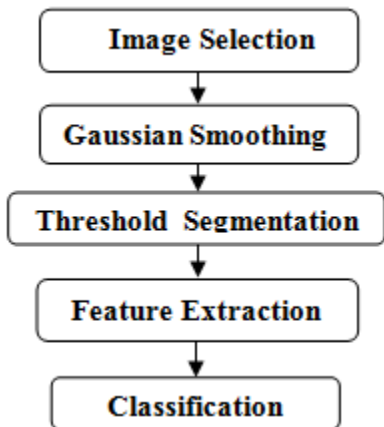 Image Selection
Gaussian Smoothing
Threshold Segmentation
Feature Extraction
Classification